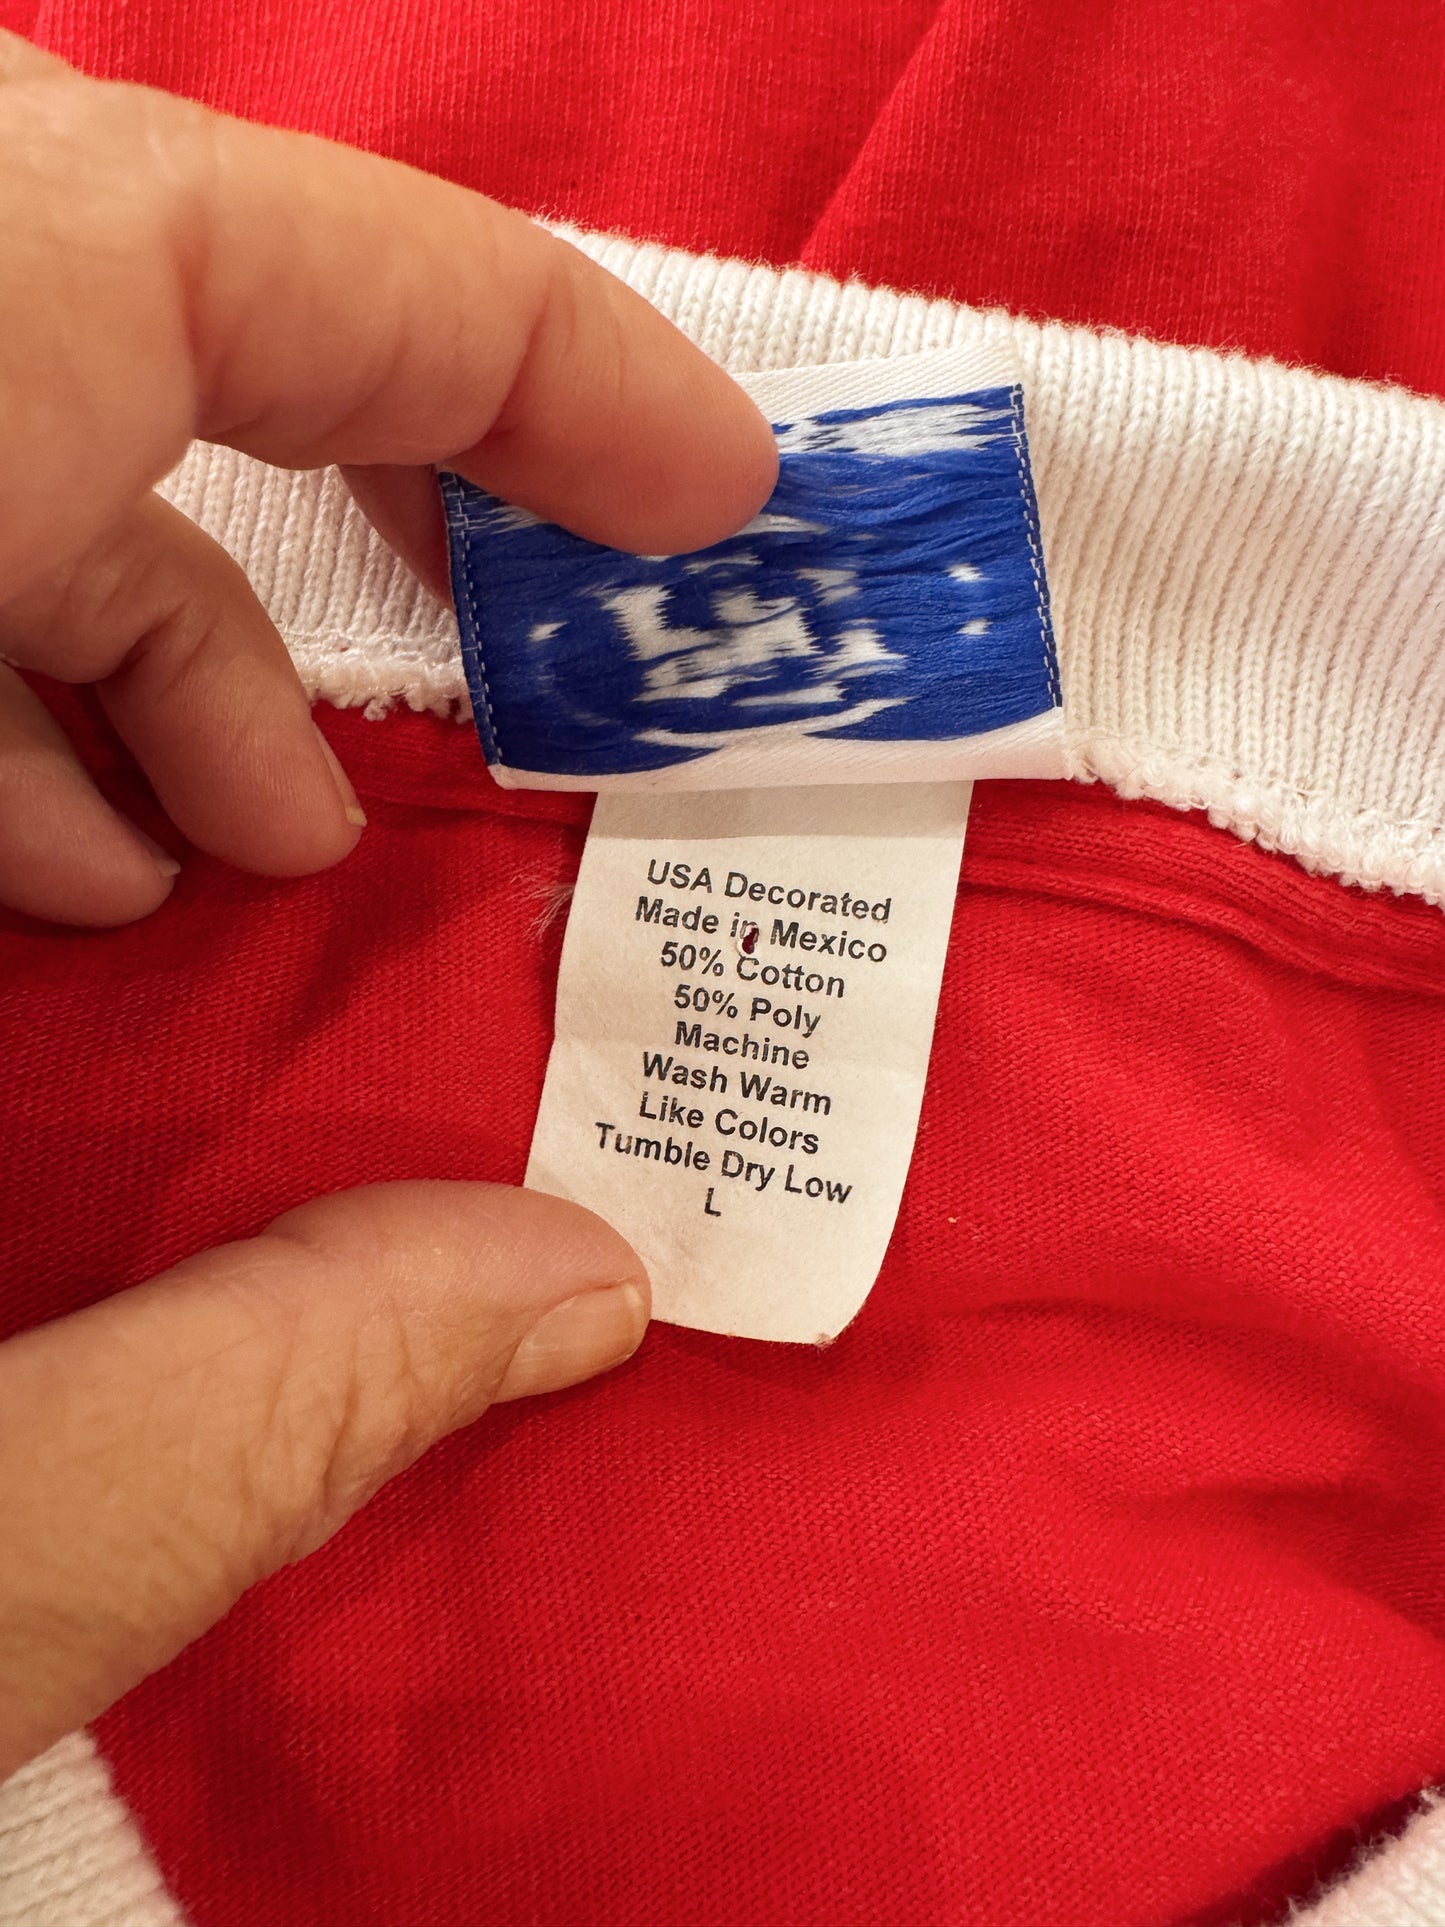 USA Decorated
Made in Mexico
50% Cotton
50% Poly
Machine
Wash Warm
Like Colors
Tumble Dry Low
L